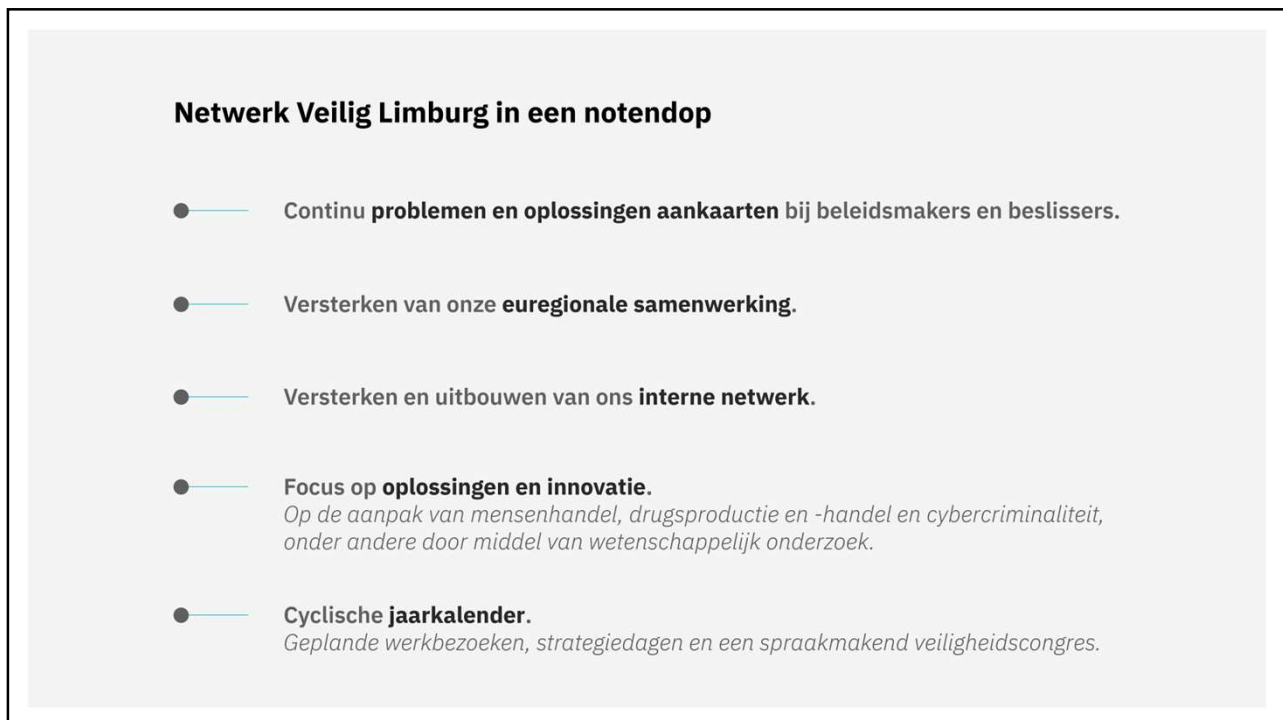 Netwerk Veilig Limburg in een notendop
Continu problemen en oplossingen aankaarten bij beleidsmakers en beslissers.
Versterken van onze euregionale samenwerking.
Versterken en uitbouwen van ons interne netwerk.
Focus op oplossingen en innovatie.
Op de aanpak van mensenhandel, drugsproductie en -handel en cybercriminaliteit,
onder andere door middel van wetenschappelijk onderzoek.
Cyclische jaarkalender.
Geplande werkbezoeken, strategiedagen en een spraakmakend veiligheidscongres.